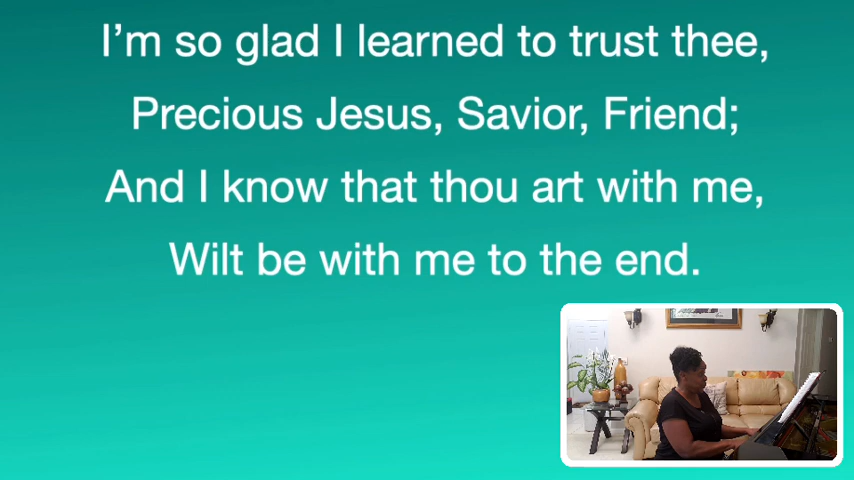 I’m so glad I learned to trust thee,
Precious Jesus, Savior, Friend;
And I know that thou art with me,
Wilt be with me to the end.